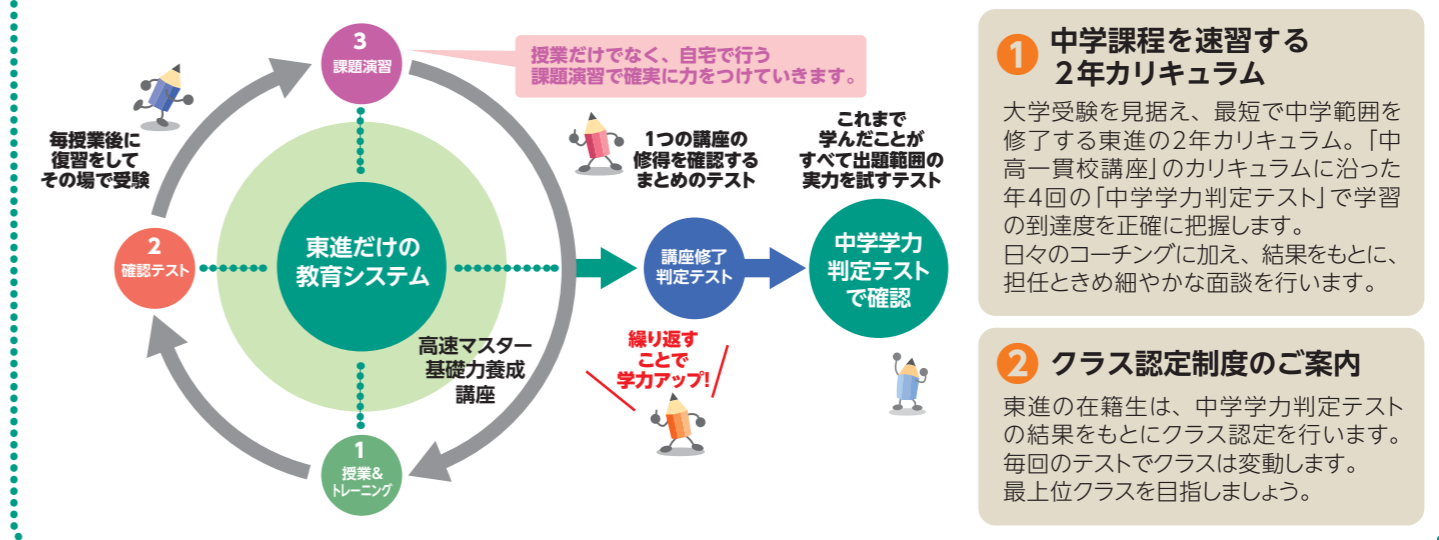 3
課題演習
授業だけでなく、自宅で行う
課題演習で確実に力をつけていきます。
毎授業後に
復習をして
その場で受験
2
確認テスト
東進だけの
教育システム
高速マスター
基礎力養成
講座
1
授業&
トレーニング
1つの講座の
修得を確認する
まとめのテスト
講座修了
判定テスト
繰り返す
ことで
学力アップ!
これまで
学んだことが
すべて出題範囲の
実力を試すテスト
中学学力
判定テスト
で確認
1 中学課程を速習する
2年カリキュラム
大学受験を見据え、最短で中学範囲を
修了する東進の2年カリキュラム。「中
高一貫校講座」のカリキュラムに沿った
年4回の「中学学力判定テスト」で学習
の到達度を正確に把握します。
日々のコーチングに加え、結果をもとに、
担任ときめ細やかな面談を行います。
2 クラス認定制度のご案内
東進の在籍生は、中学学力判定テスト
の結果をもとにクラス認定を行います。
毎回のテストでクラスは変動します。
最上位クラスを目指しましょう。